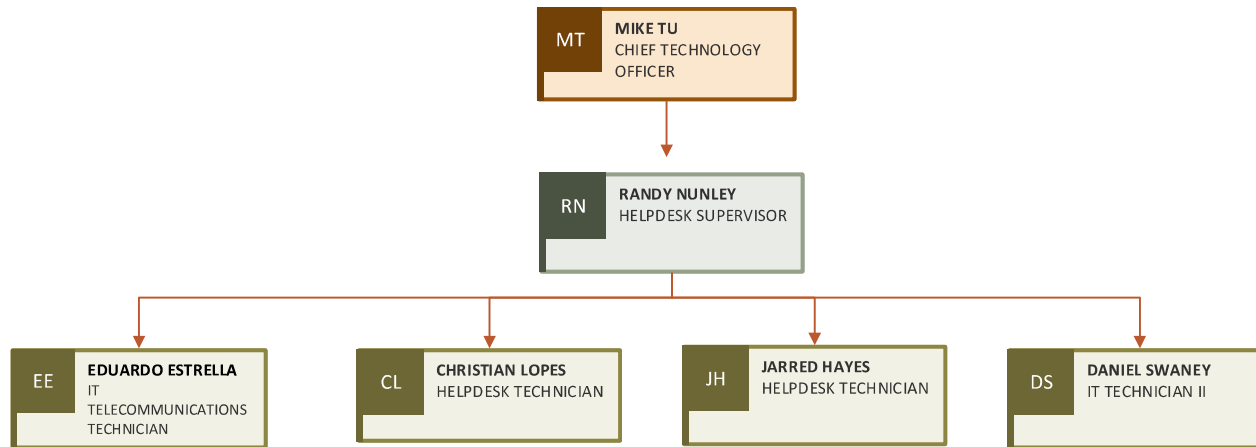 MT
MIKE TU
CHIEF TECHNOLOGY
OFFICER
RN
RANDY NUNLEY
HELPDESK SUPERVISOR
EE
EDUARDO ESTRELLA
IT
TELECOMMUNICATIONS
TECHNICIAN
CL
CHRISTIAN LOPES
HELPDESK TECHNICIAN
JH
JARRED HAYES
HELPDESK TECHNICIAN
DS
DANIEL SWANEY
IT TECHNICIAN II